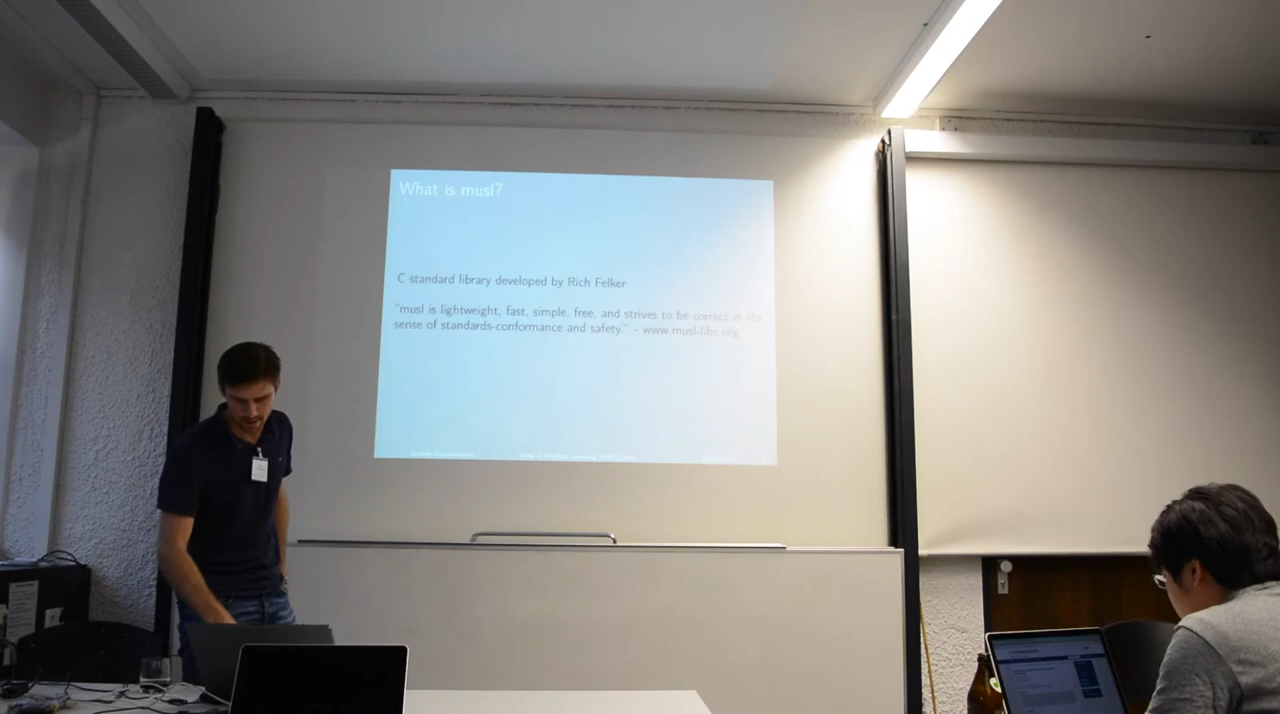 What is musl?
C standard library developed by Rich Felker
"musl is lightweight, fast, simple, free, and strives to be correct in the
sense of standards-conformance and safety." - www.musl-libc.org